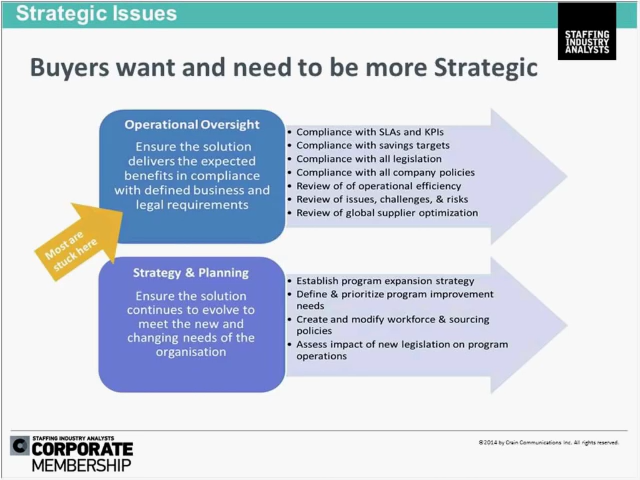 Strategic Issues
STAFFING
INDUSTRY
ANALYSTS
Buyers want and need to be more Strategic
Operational Oversight
Ensure the solution
delivers the expected
benefits in compliance
with defined business and
legal requirements
• Compliance with SLAs and KPIs
• Compliance with savings targets
• Compliance with all legislation
• Compliance with all company policies
• Review of of operational efficiency
• Review of issues, challenges, & risks
• Review of global supplier optimization
Most are
stuck here
Strategy & Planning
Ensure the solution
continues to evolve to
meet the new and
changing needs of the
organisation
• Establish program expansion strategy
• Define & prioritize program improvement
needs
• Create and modify workforce & sourcing
policies
• Assess impact of new legislation on program
operations
C
STAFFING INDUSTRY ANALYSTS
CORPORATE
MEMBERSHIP
©2014 by Crain Communications Inc. All rights reserved.